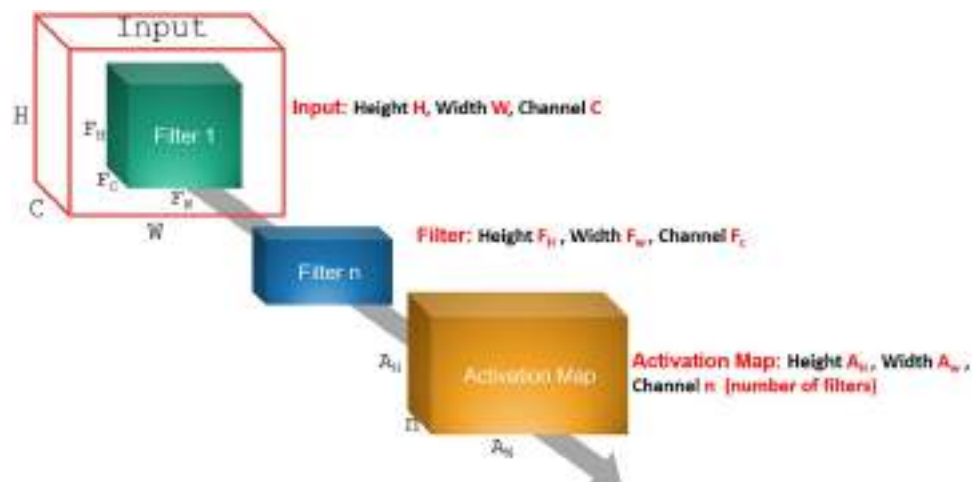 Input
H
F_H
Filter 1
F_C
F_W
C
W
Input: Height H, Width W, Channel C
Filter: Height F_H , Width F_w , Channel F_c
Filter n
A_H
Activation Map
n
A_W
Activation Map: Height A_H , Width A_w ,
Channel n (number of filters)